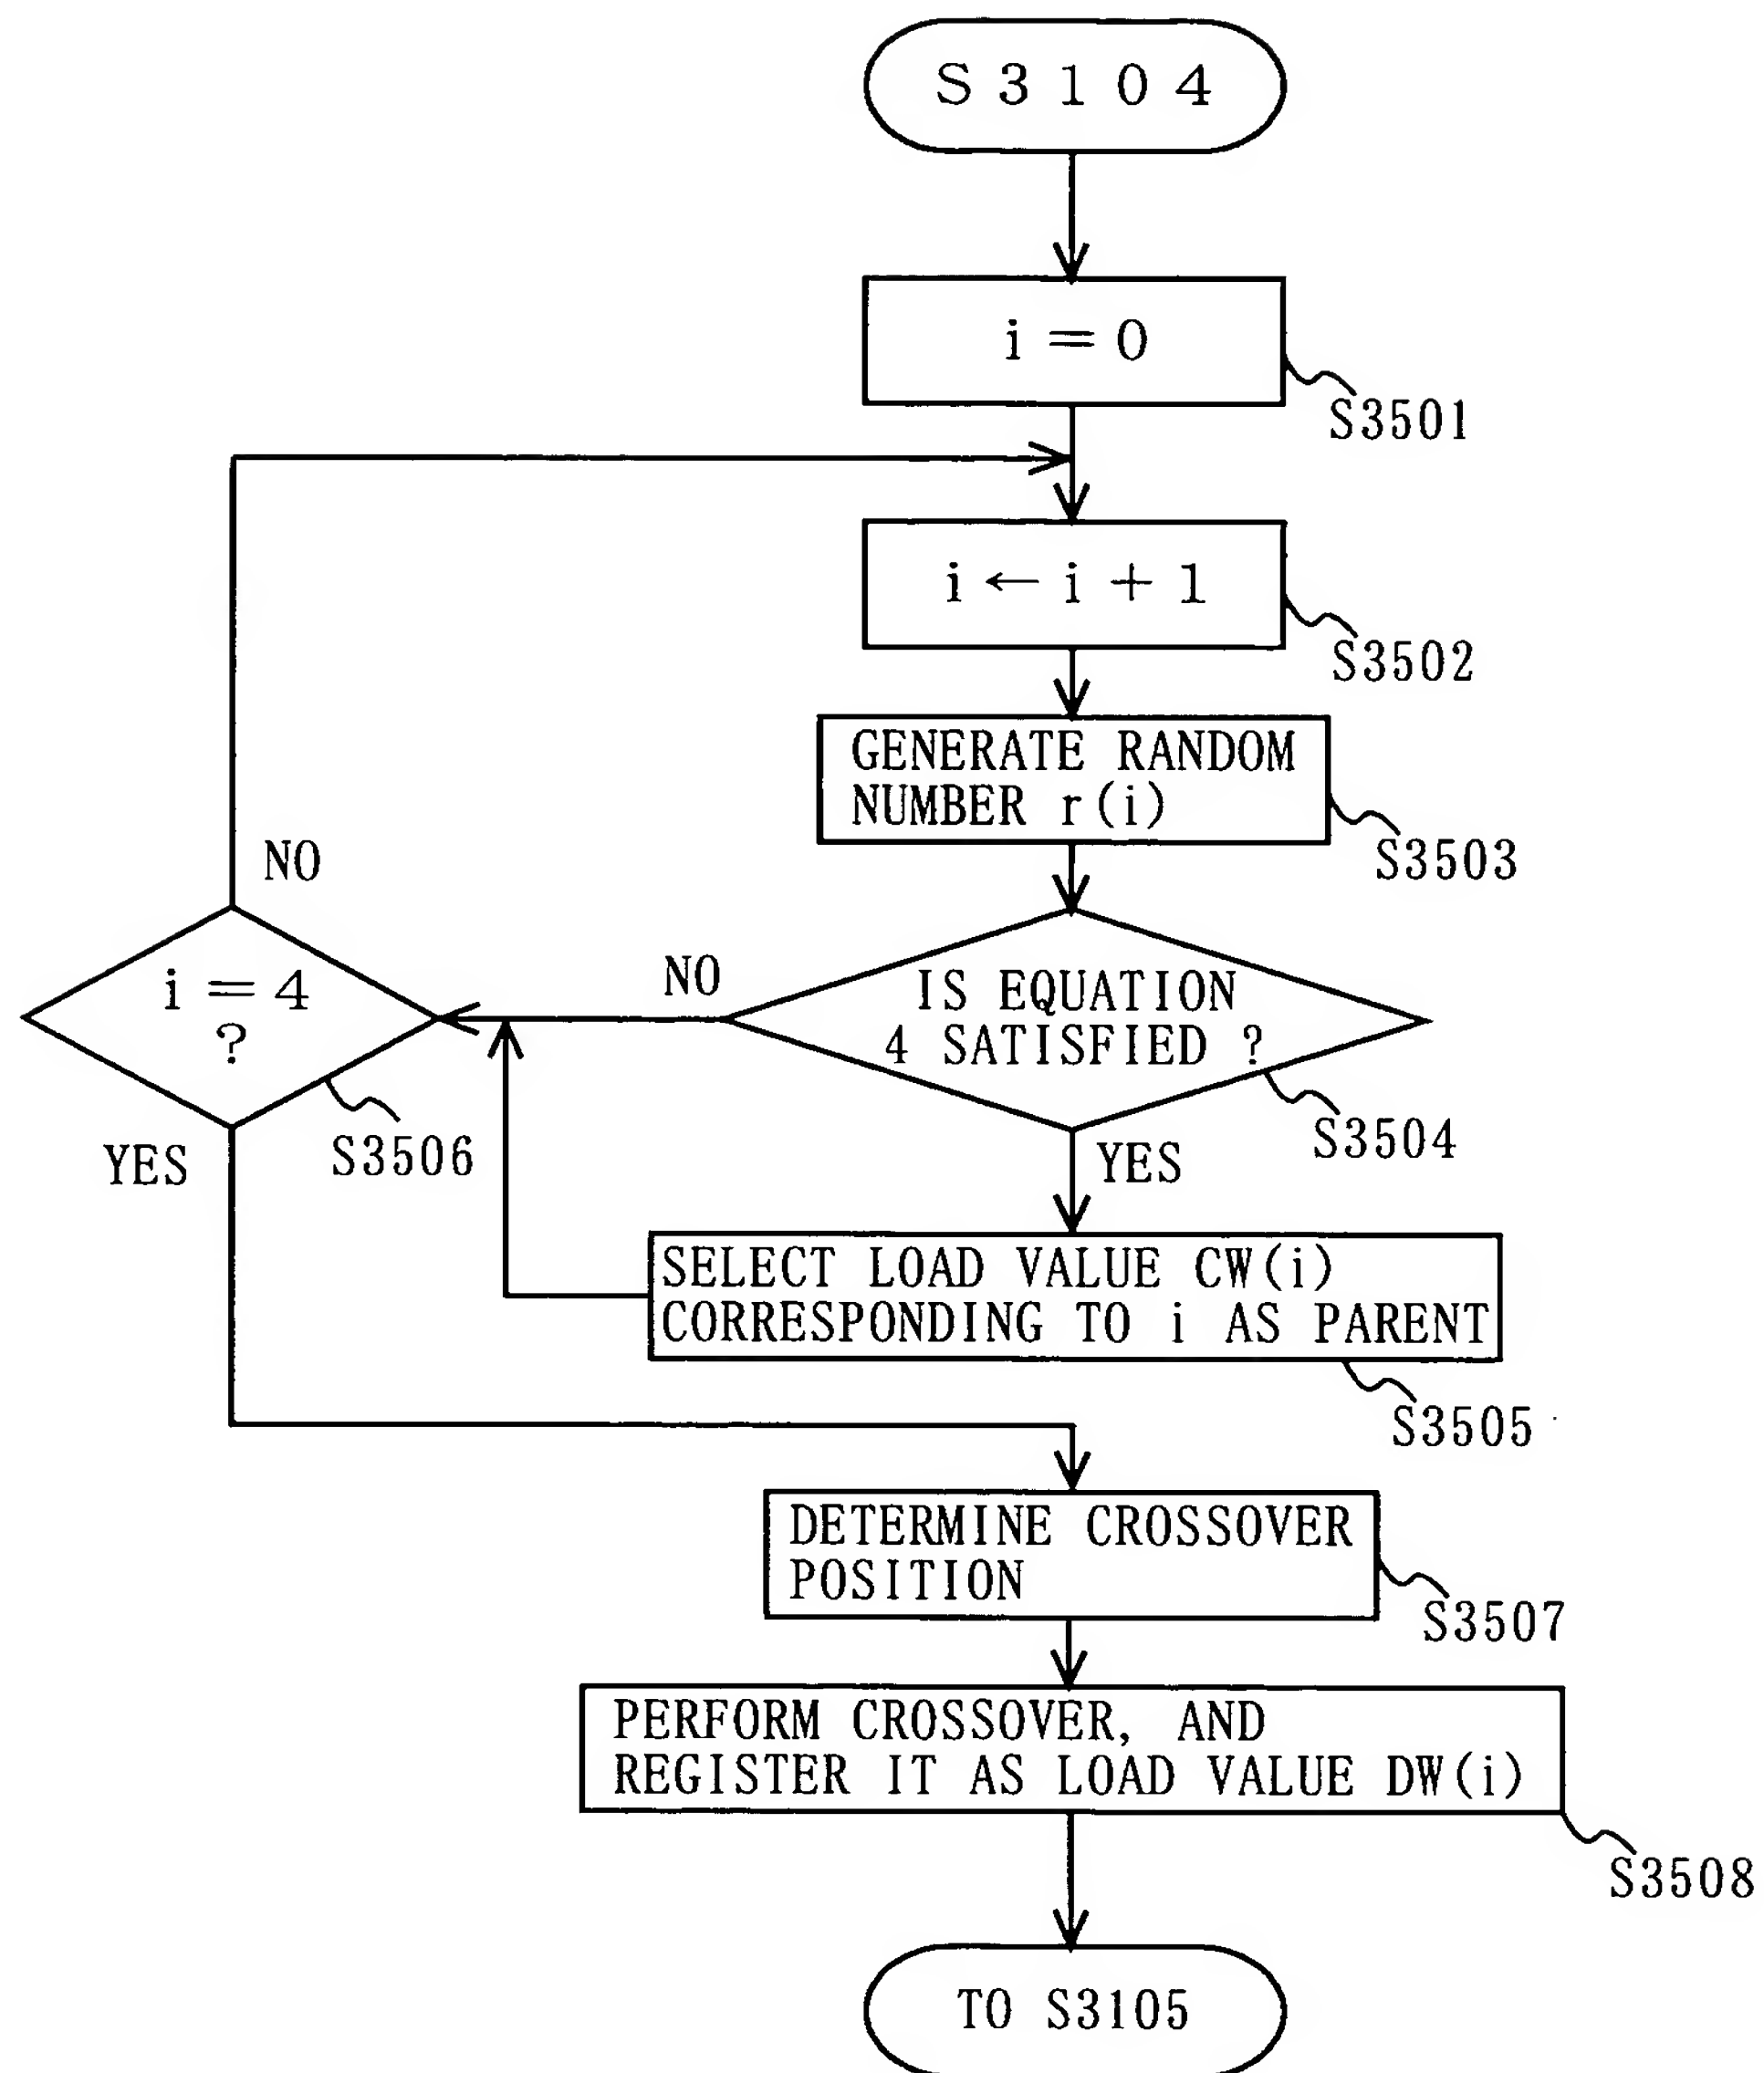 S3104
i = 0
S3501
i ← i + 1
S3502
GENERATE RANDOM
NUMBER r(i)
S3503
NO
i = 4
?
NO
IS EQUATION
4 SATISFIED ?
S3504
YES
S3506
YES
SELECT LOAD VALUE CW(i)
CORRESPONDING TO i AS PARENT
S3505
DETERMINE CROSSOVER
POSITION
S3507
PERFORM CROSSOVER, AND
REGISTER IT AS LOAD VALUE DW(i)
S3508
TO S3105